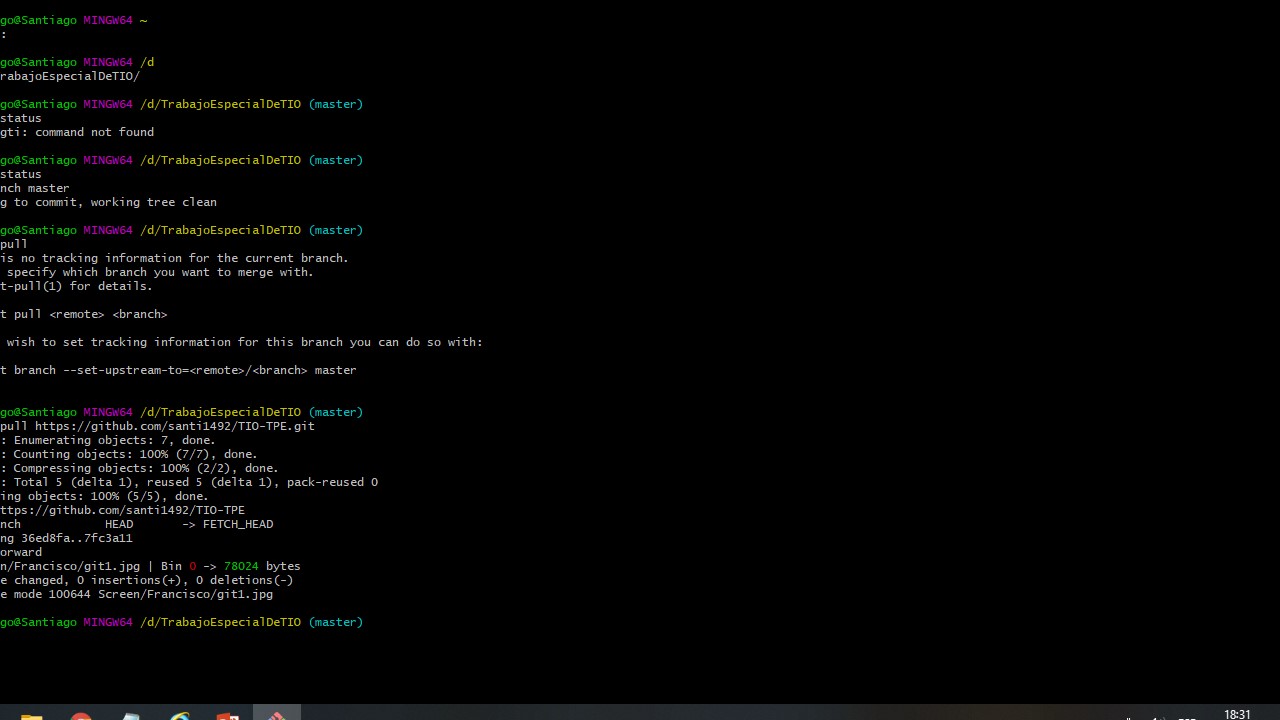 go@Santiago MINGW64 ~
:
go@Santiago MINGW64 /d
rabajoEspecialDeTIO/
go@Santiago MINGW64 /d/TrabajoEspecialDeTIO (master)
status
gti: command not found
go@Santiago MINGW64 /d/TrabajoEspecialDeTIO (master)
status
nch master
g to commit, working tree clean
go@Santiago MINGW64 /d/TrabajoEspecialDeTIO (master)
pull
is no tracking information for the current branch.
specify which branch you want to merge with.
t-pull(1) for details.
t pull <remote> <branch>
wish to set tracking information for this branch you can do so with:
t branch --set-upstream-to=<remote>/<branch> master
go@Santiago MINGW64 /d/TrabajoEspecialDeTIO (master)
pull https://github.com/santi1492/TIO-TPE.git
: Enumerating objects: 7, done.
: Counting objects: 100% (7/7), done.
: Compressing objects: 100% (2/2), done.
: Total 5 (delta 1), reused 5 (delta 1), pack-reused 0
ing objects: 100% (5/5), done.
ttps://github.com/santi1492/TIO-TPE
nch HEAD -> FETCH_HEAD
ng 36ed8fa..7fc3a11
orward
n/Francisco/git1.jpg | Bin 0 -> 78024 bytes
e changed, 0 insertions(+), 0 deletions(-)
e mode 100644 Screen/Francisco/git1.jpg
go@Santiago MINGW64 /d/TrabajoEspecialDeTIO (master)
18:31